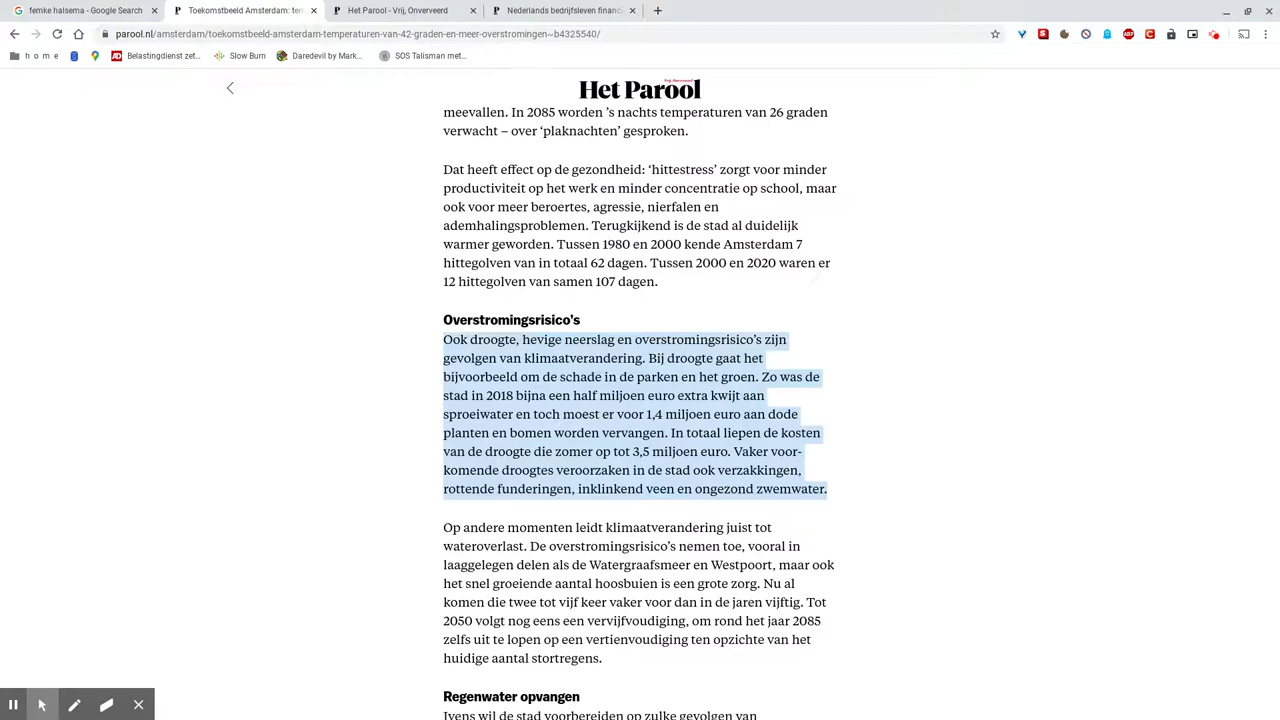 femke halsema - Google Search
Toekomstbeeld Amsterdam: ten
Het Parool - Vrij, Onverveerd
Nederlands bedrijfsleven financi
parool.nl/amsterdam/toekomstbeeld-amsterdam-temperaturen-van-42-graden-en-meer-overstromingen~b4325540/
h o m e
Belastingdienst zet...
Slow Burn
Daredevil by Mark...
SOS Talisman met...
Het Parool
meevallen. In 2085 worden ’s nachts temperaturen van 26 graden
verwacht – over ‘plaknachten’ gesproken.
Dat heeft effect op de gezondheid: ‘hittestress’ zorgt voor minder
productiviteit op het werk en minder concentratie op school, maar
ook voor meer beroertes, agressie, nierfalen en
ademhalingsproblemen. Terugkijkend is de stad al duidelijk
warmer geworden. Tussen 1980 en 2000 kende Amsterdam 7
hittegolven van in totaal 62 dagen. Tussen 2000 en 2020 waren er
12 hittegolven van samen 107 dagen.
Overstromingsrisico’s
Ook droogte, hevige neerslag en overstromingsrisico’s zijn
gevolgen van klimaatverandering. Bij droogte gaat het
bijvoorbeeld om de schade in de parken en het groen. Zo was de
stad in 2018 bijna een half miljoen euro extra kwijt aan
sproeiwater en toch moest er voor 1,4 miljoen euro aan dode
planten en bomen worden vervangen. In totaal liepen de kosten
van de droogte die zomer op tot 3,5 miljoen euro. Vaker voor-
komende droogtes veroorzaken in de stad ook verzakkingen,
rottende funderingen, inklinkend veen en ongezond zwemwater.
Op andere momenten leidt klimaatverandering juist tot
wateroverlast. De overstromingsrisico’s nemen toe, vooral in
laaggelegen delen als de Watergraafsmeer en Westpoort, maar ook
het snel groeiende aantal hoosbuien is een grote zorg. Nu al
komen die twee tot vijf keer vaker voor dan in de jaren vijftig. Tot
2050 volgt nog eens een vervijfvoudiging, om rond het jaar 2085
zelfs uit te lopen op een vertienvoudiging ten opzichte van het
huidige aantal stortregens.
Regenwater opvangen
Ivens wil de stad voorbereiden op zulke gevolgen van